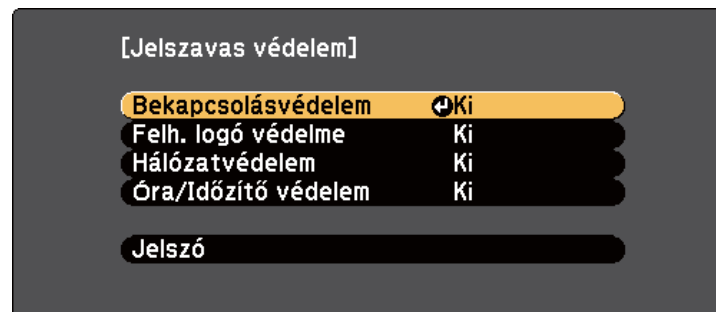 [Jelszavas védelem]
Bekapcsolásvédelem Ki
Felh. logó védelme Ki
Hálózatvédelem Ki
Óra/Időzítő védelem Ki
Jelszó